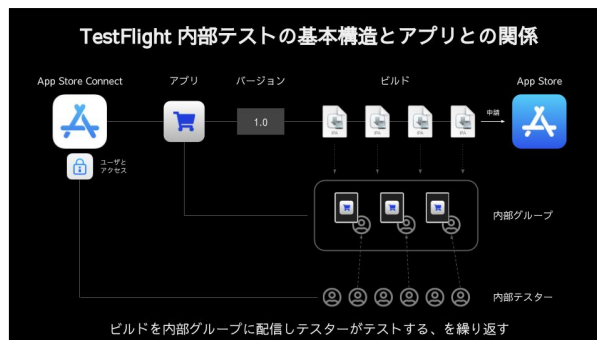 TestFlight 内部テストの基本構造とアプリとの関係
App Store Connect
アプリ
バージョン
ビルド
App Store
1.0
IPA
IPA
IPA
IPA
申請
ユーザと
アクセス
内部グループ
内部テスター
ビルドを内部グループに配信しテスターがテストする、を繰り返す